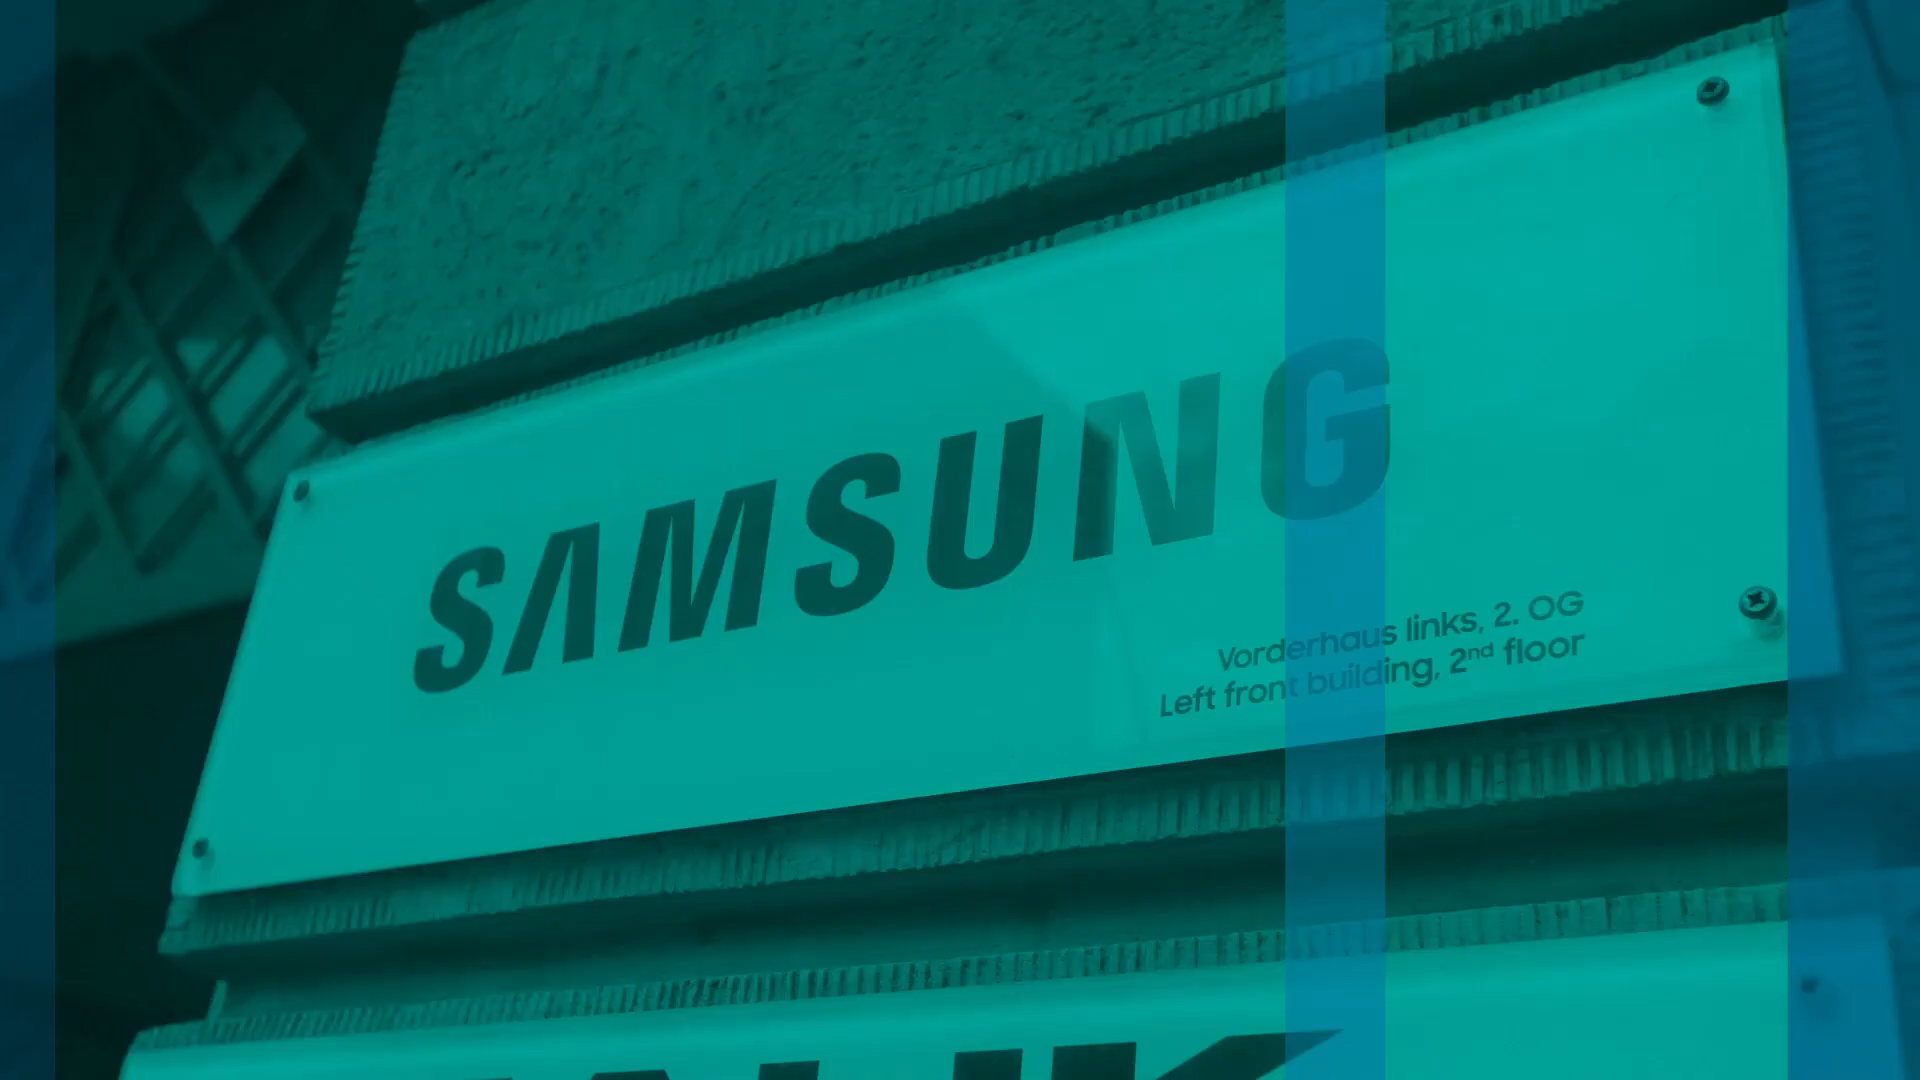 SAMSUNG
Vorderhaus links, 2. OG
Left front building, 2nd floor